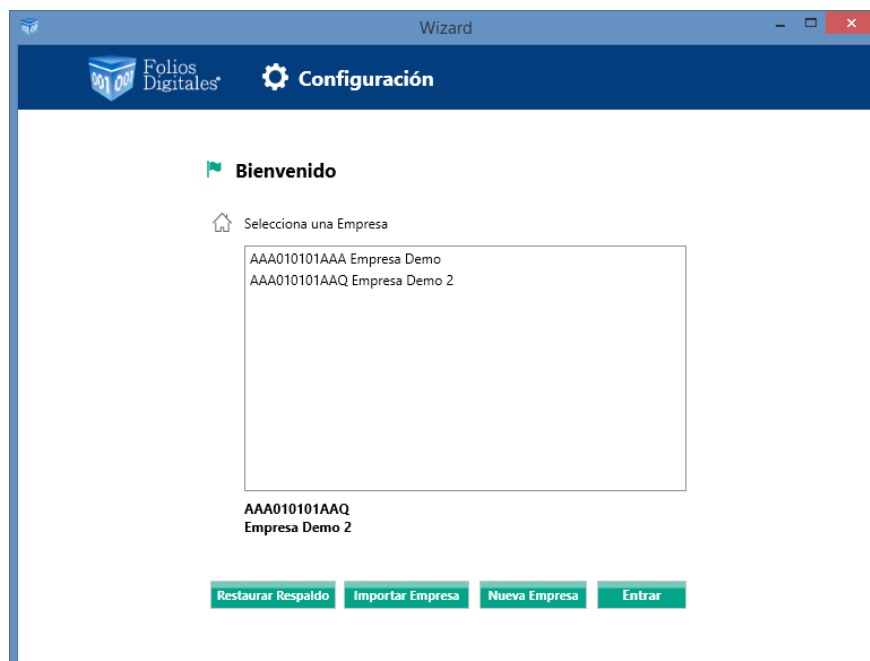 Wizard
Folios
Digitales
Configuración
Bienvenido
Selecciona una Empresa
AAA010101AAA Empresa Demo
AAA010101AAQ Empresa Demo 2
AAA010101AAQ
Empresa Demo 2
Restaurar Respaldo Importar Empresa Nueva Empresa Entrar